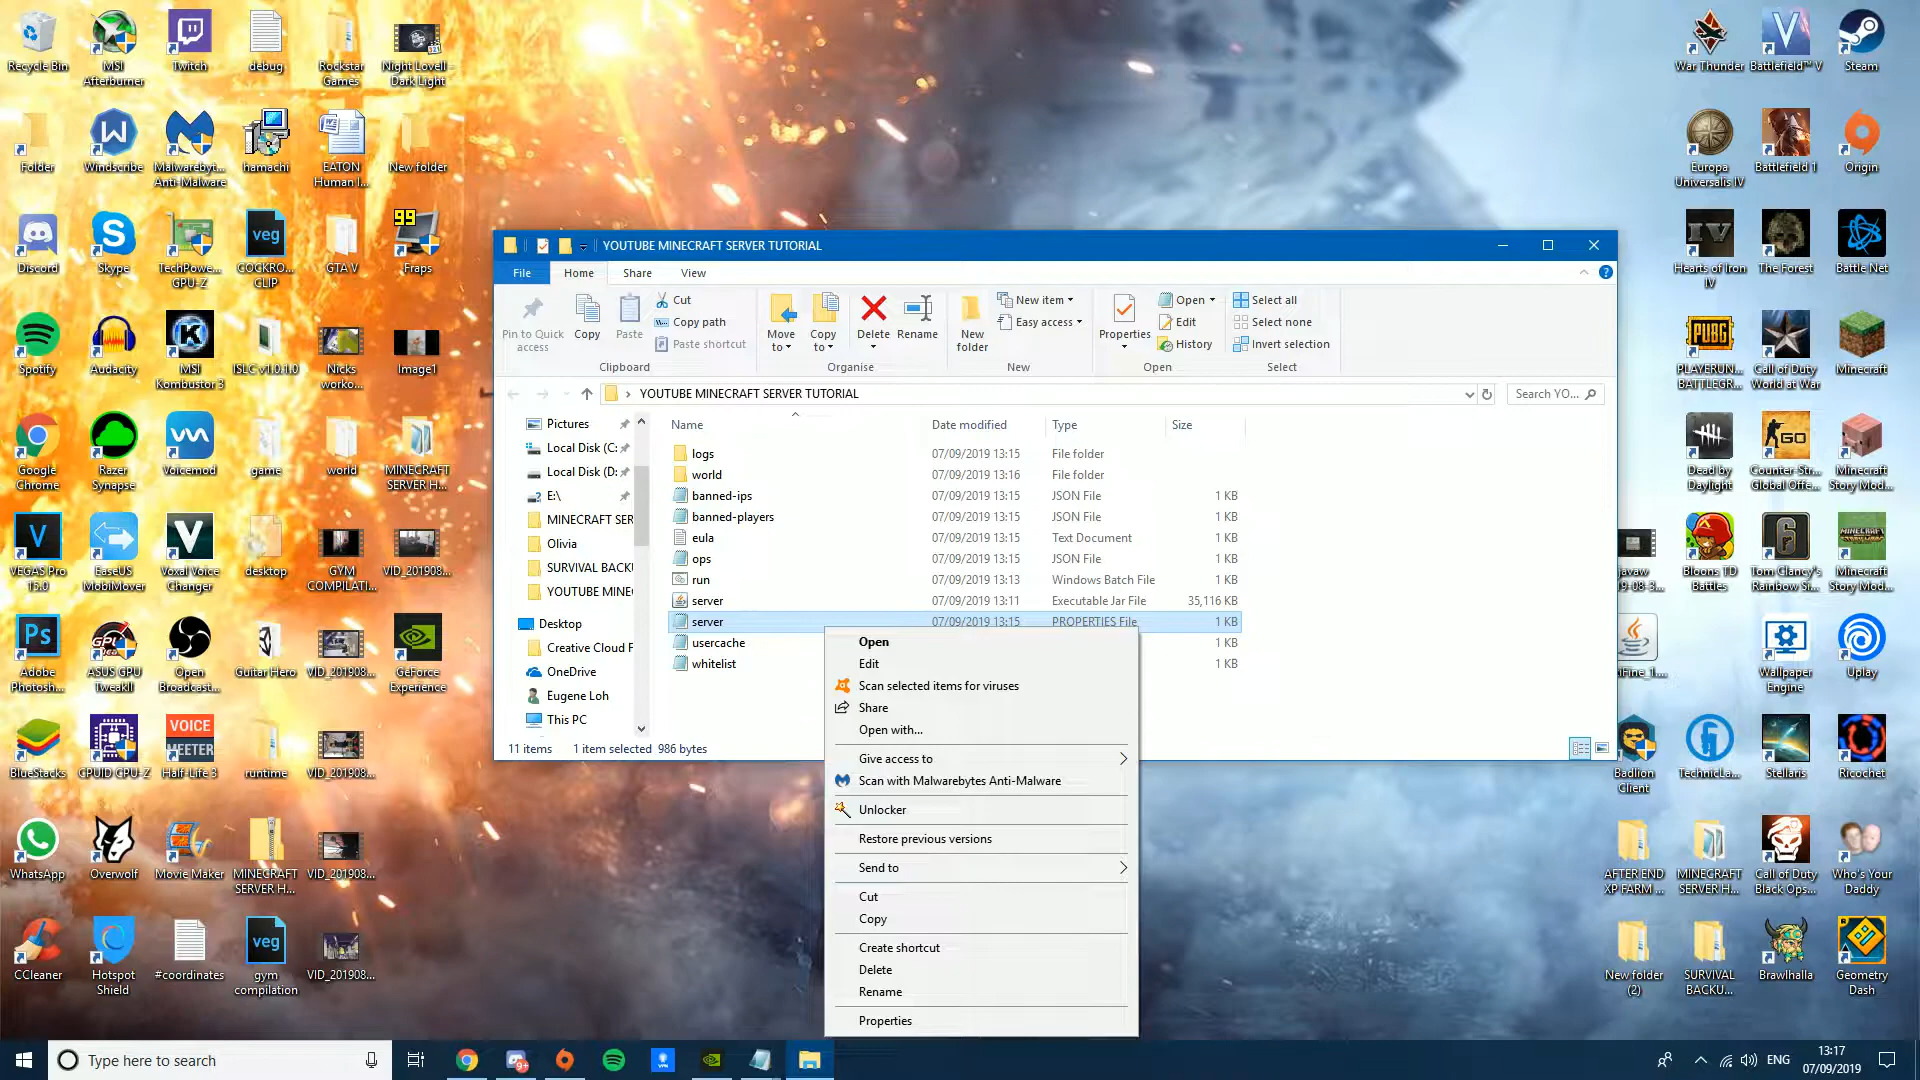 Recycle Bin
MSI Afterburner
Twitch
debug
Rockstar Games
Night Lovell - Dark Light
Folder
Windscribe
Malwarebyt... Anti-Malware
hamachi
EATON Human I...
New folder
Discord
Skype
TechPowe... GPU-Z
veg
COCKRO... CLIP
GTA V
99
Fraps
Spotify
Audacity
MSI Kombustor 3
ISLC v1.0.1.0
Nicks worko...
Image1
Google Chrome
Razer Synapse
Voicemod
game
world
MINECRAFT SERVER H...
VEGAS Pro 15.0
EaseUS MobiMover
Voxal Voice Changer
desktop
GYM COMPILATI...
VID_201908...
Adobe Photosh...
ASUS GPU TweakII
Open Broadcast...
Guitar Hero
VID_201908...
GeForce Experience
BlueStacks
CPUID GPU-Z
VOICE MEETER
Half-Life 3
runtime
VID_201908...
WhatsApp
Overwolf
Movie Maker
MINECRAFT SERVER H...
VID_201908...
CCleaner
Hotspot Shield
#coordinates
veg
gym compilation
VID_201908...
War Thunder
Battlefield™ V
Steam
Europa Universalis IV
Battlefield 1
Origin
Hearts of Iron IV
The Forest
Battle Net
PUBG
PLAYERUN... BATTLEGR...
Call of Duty World at War
Minecraft
Dead by Daylight
GO
Counter-Str... Global Offe...
Minecraft Story Mod...
Bloons TD Battles
Tom Clancy's Rainbow Si...
Minecraft Story Mod...
Wallpaper Engine
Uplay
Badlion Client
TechnicLa...
Stellaris
Ricochet
AFTER END XP FARM ...
MINECRAFT SERVER H...
Call of Duty Black Ops...
Who's Your Daddy
New folder (2)
SURVIVAL BACKU...
Brawlhalla
Geometry Dash
YOUTUBE MINECRAFT SERVER TUTORIAL
File Home Share View
Pin to Quick access
Copy
Paste
Cut
Copy path
Paste shortcut
Clipboard
Move to
Copy to
Delete
Rename
Organise
New folder
New item
Easy access
New
Properties
Open
Edit
History
Open
Select all
Select none
Invert selection
Select
YOUTUBE MINECRAFT SERVER TUTORIAL
Search YO...
Pictures
Local Disk (C:
Local Disk (D:
E:\
MINECRAFT SER
Olivia
SURVIVAL BACKU
YOUTUBE MINE
Desktop
Creative Cloud F
OneDrive
Eugene Loh
This PC
Name Date modified Type Size
logs 07/09/2019 13:15 File folder
world 07/09/2019 13:16 File folder
banned-ips 07/09/2019 13:15 JSON File 1 KB
banned-players 07/09/2019 13:15 JSON File 1 KB
eula 07/09/2019 13:15 Text Document 1 KB
ops 07/09/2019 13:15 JSON File 1 KB
run 07/09/2019 13:13 Windows Batch File 1 KB
server 07/09/2019 13:11 Executable Jar File 35,116 KB
server 07/09/2019 13:15 PROPERTIES File 1 KB
usercache 1 KB
whitelist 1 KB
11 items 1 item selected 986 bytes
Open
Edit
Scan selected items for viruses
Share
Open with...
Give access to
Scan with Malwarebytes Anti-Malware
Unlocker
Restore previous versions
Send to
Cut
Copy
Create shortcut
Delete
Rename
Properties
Type here to search
ENG
13:17
07/09/2019